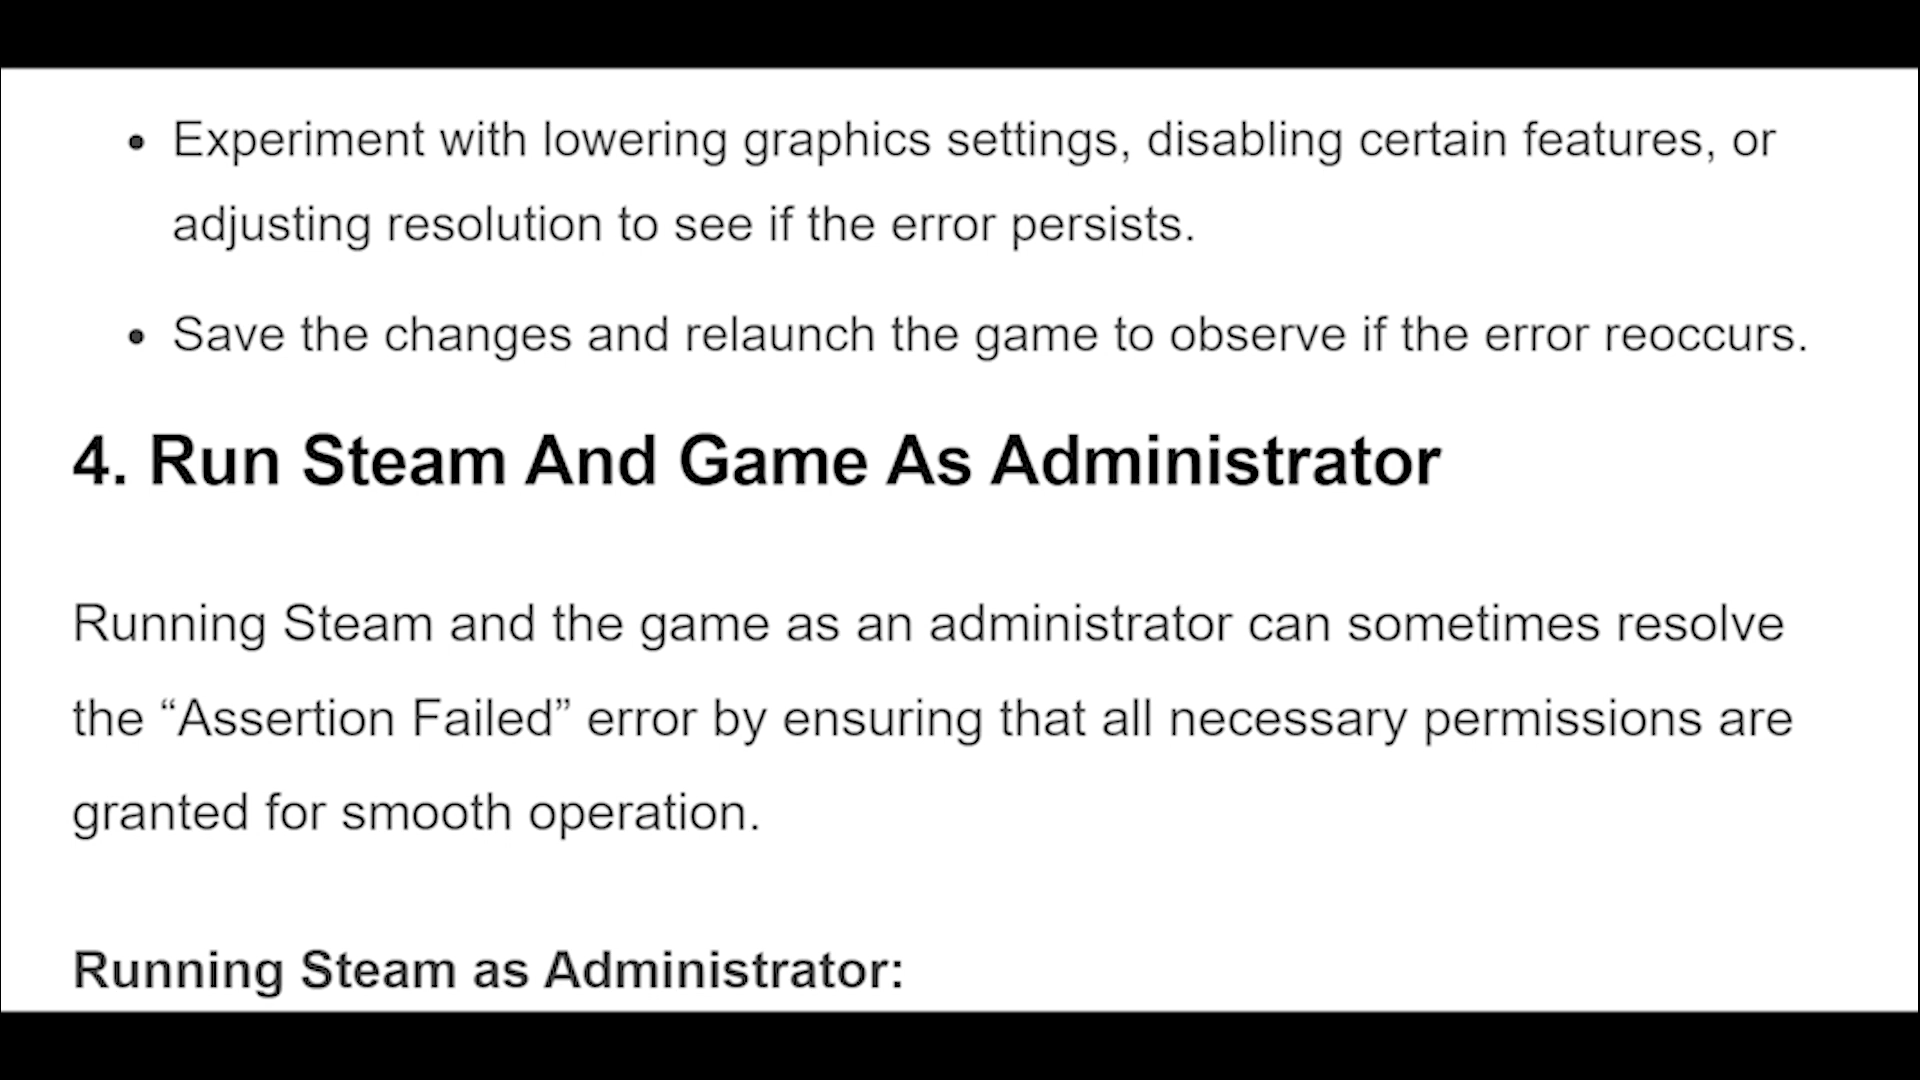 • Experiment with lowering graphics settings, disabling certain features, or
adjusting resolution to see if the error persists.
• Save the changes and relaunch the game to observe if the error reoccurs.
4. Run Steam And Game As Administrator
Running Steam and the game as an administrator can sometimes resolve
the “Assertion Failed” error by ensuring that all necessary permissions are
granted for smooth operation.
Running Steam as Administrator: